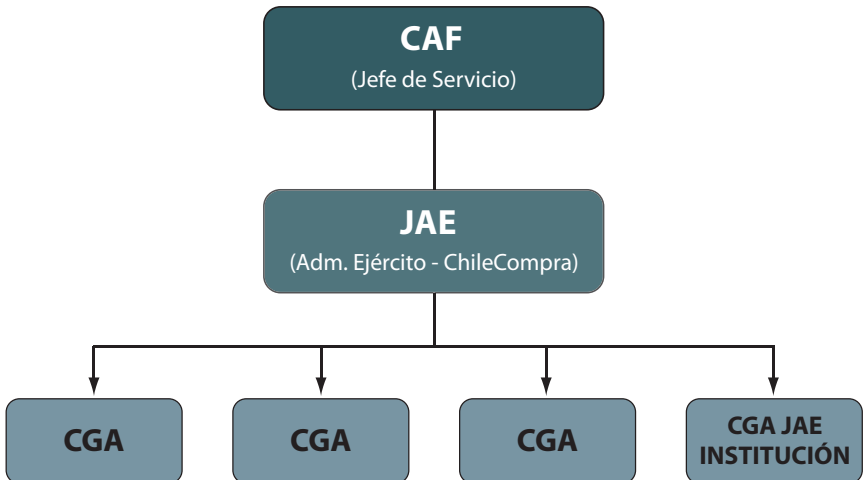 CAF
(Jefe de Servicio)
JAE
(Adm. Ejército - ChileCompra)
CGA
CGA
CGA
CGA JAE
INSTITUCIÓN